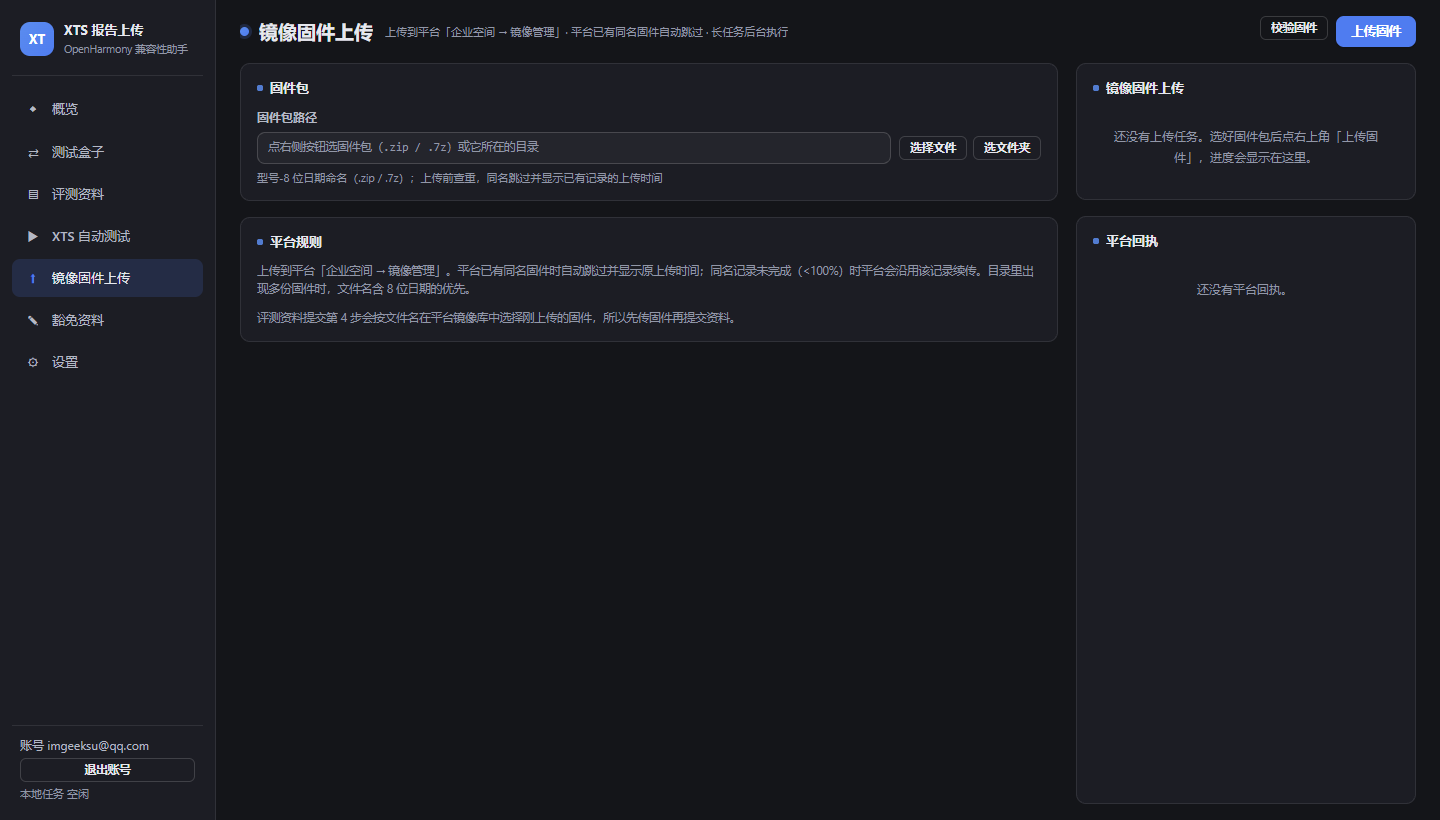 XT
XTS 报告上传
OpenHarmony 兼容性助手
概览
测试盒子
评测资料
XTS 自动测试
镜像固件上传
豁免资料
设置
账号 imgeeksu@qq.com
退出账号
本地任务 空闲
镜像固件上传
上传到平台「企业空间 → 镜像管理」· 平台已有同名固件自动跳过 · 长任务后台执行
校验固件
上传固件
固件包
固件包路径
点右侧按钮选固件包（.zip / .7z）或它所在的目录
选择文件
选文件夹
型号-8 位日期命名（.zip / .7z）；上传前查重，同名跳过并显示已有记录的上传时间
平台规则
上传到平台「企业空间 → 镜像管理」。平台已有同名固件时自动跳过并显示原上传时间；同名记录未完成（<100%）时平台会沿用该记录续传。目录里出
现多份固件时，文件名含 8 位日期的优先。
评测资料提交第 4 步会按文件名在平台镜像库中选择刚上传的固件，所以先传固件再提交资料。
镜像固件上传
还没有上传任务。选好固件包后点右上角「上传固
件」，进度会显示在这里。
平台回执
还没有平台回执。